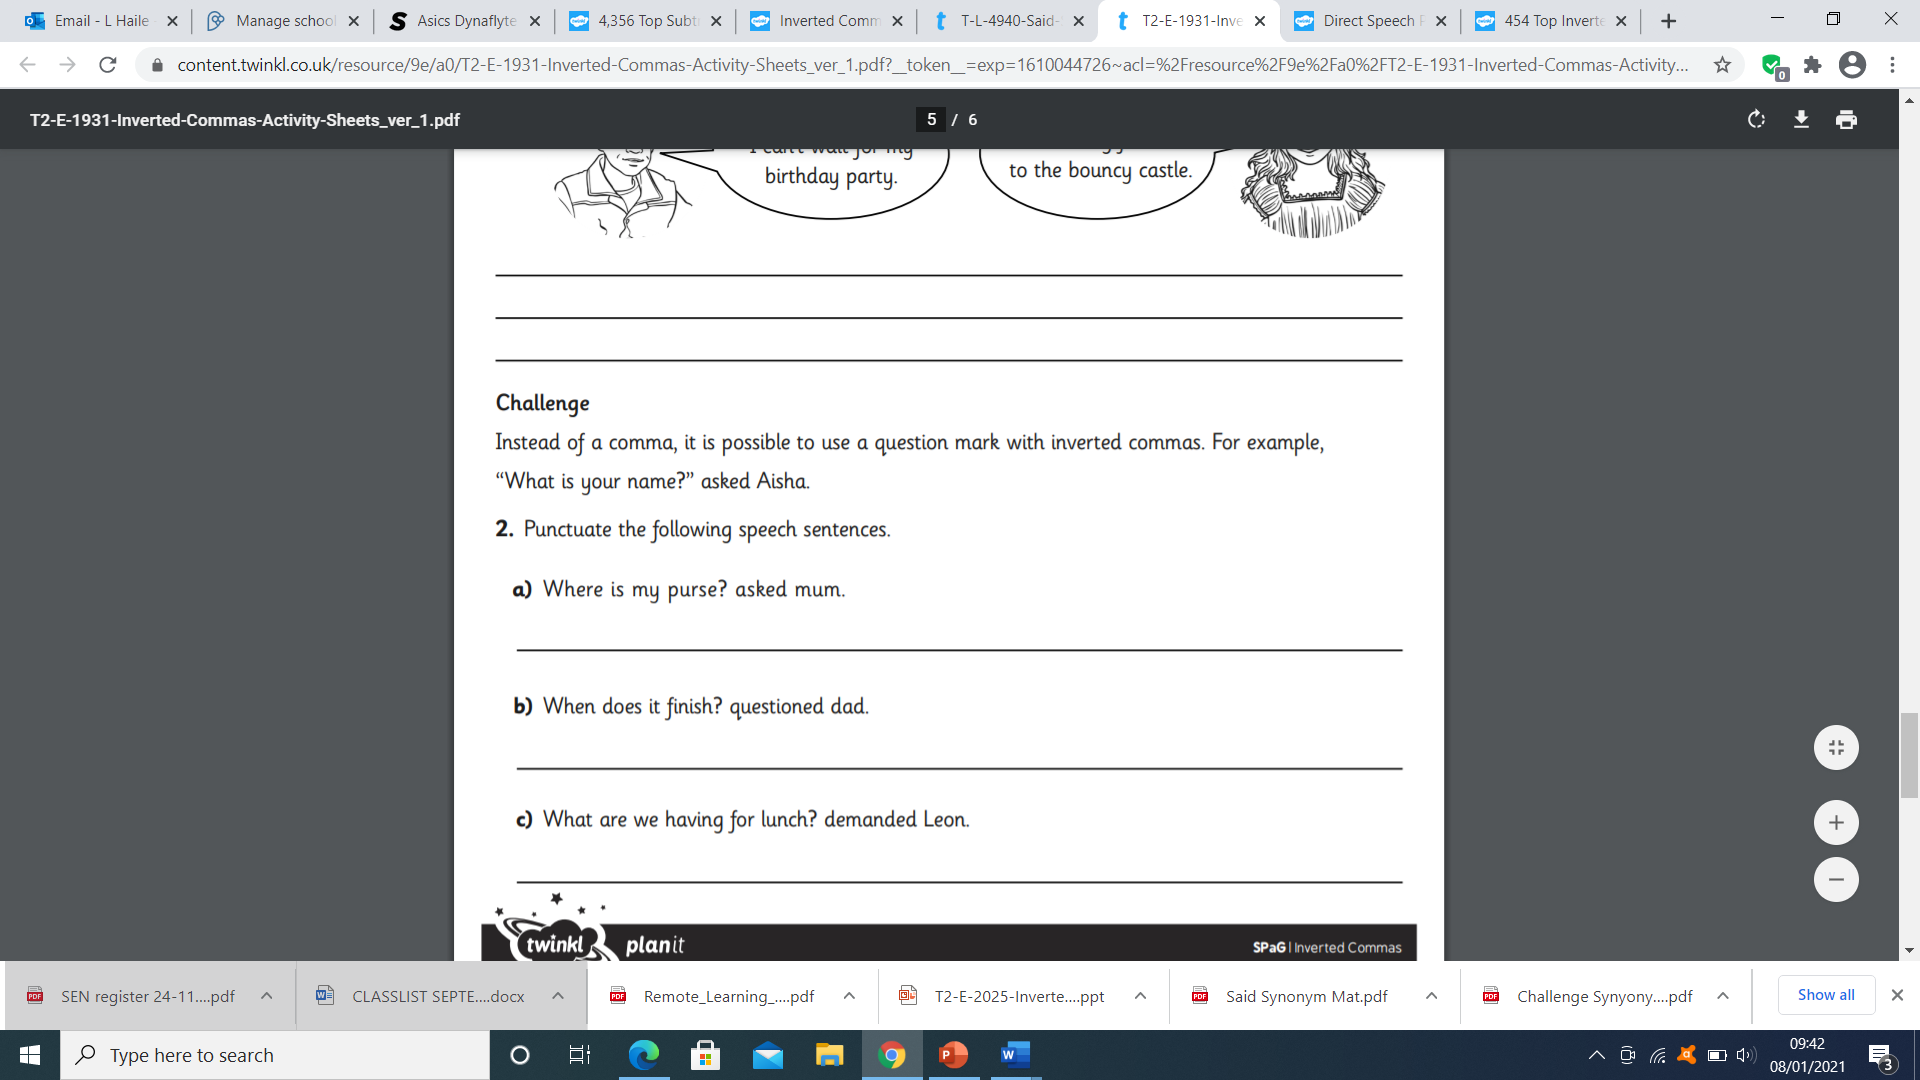 Email - L Haile
Manage school
Asics Dynaflyte
4,356 Top Subt
Inverted Comm
T-L-4940-Said-
T2-E-1931-Inve
Direct Speech
454 Top Inverte
content.twinkl.co.uk/resource/9e/a0/T2-E-1931-Inverted-Commas-Activity-Sheets_ver_1.pdf?__token__=exp=1610044726~acl=%2Fresource%2F9e%2Fa0%2FT2-E-1931-Inverted-Commas-Activity...
0
T2-E-1931-Inverted-Commas-Activity-Sheets_ver_1.pdf
5 / 6
I can't wait for my
birthday party.
to the bouncy castle.
Challenge
Instead of a comma, it is possible to use a question mark with inverted commas. For example,
“What is your name?” asked Aisha.
2. Punctuate the following speech sentences.
a) Where is my purse? asked mum.
b) When does it finish? questioned dad.
c) What are we having for lunch? demanded Leon.
twinkl planit
SPaG | Inverted Commas
SEN register 24-11....pdf
CLASSLIST SEPTE....docx
Remote_Learning_....pdf
T2-E-2025-Inverte....ppt
Said Synonym Mat.pdf
Challenge Synyony....pdf
Show all
Type here to search
09:42
08/01/2021
3